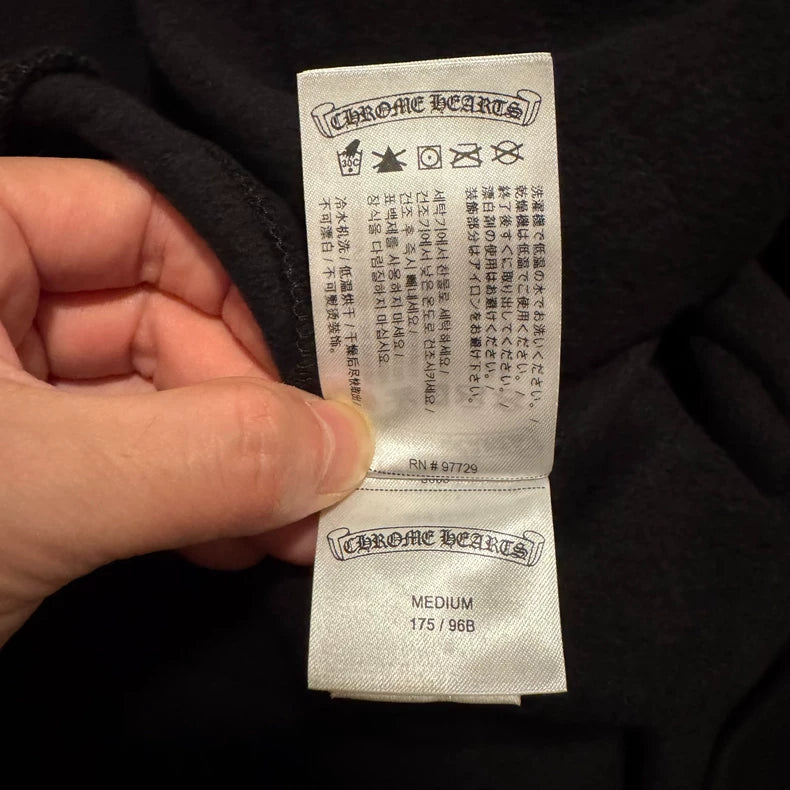 CHROME HEARTS
30C
洗濯機で低温の水でお洗いください。/
乾燥機は低温でご使用ください。/
終了後すぐに取り出してください。/
漂白剤の使用はお避けください。/
装飾部分はアイロンをお避け下さい。
세탁기에서 찬물로 세탁하세요/
건조기에서 낮은 온도로 건조시키세요/
건조 후 즉시 빼내세요/
표백제를 사용하지 마세요/
장식을 다림질하지 마십시요.
冷水机洗/低温烘干/干燥后尽快取出/
不可漂白/不可熨烫装饰。
RN # 97729
CHROME HEARTS
MEDIUM
175 / 96B